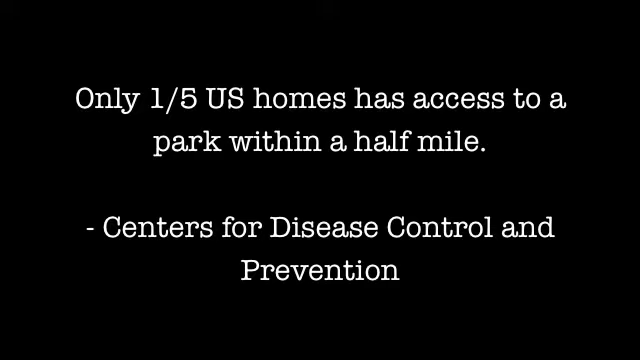 Only 1/5 US homes has access to a
park within a half mile.
- Centers for Disease Control and
Prevention